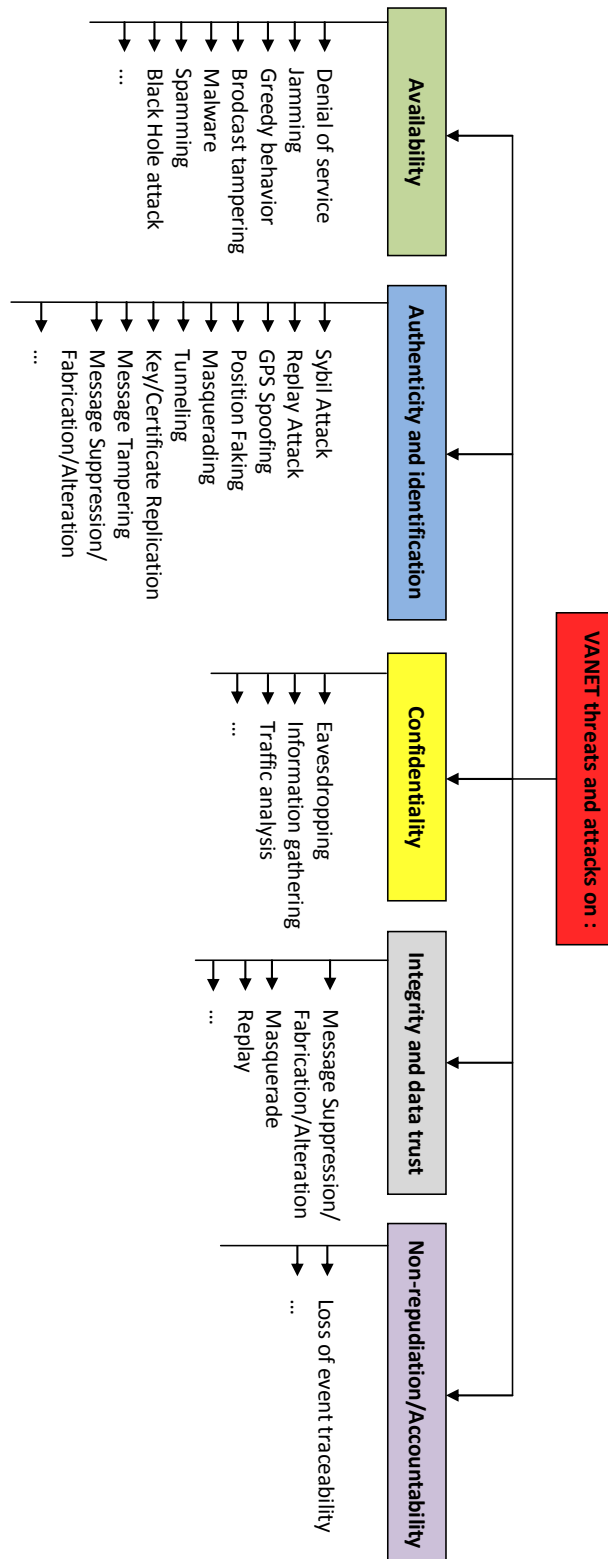 VANET threats and attacks on :
Availability
Denial of service
Jamming
Greedy behavior
Brodcast tampering
Malware
Spamming
Black Hole attack
...
Authenticity and identification
Sybil Attack
Replay Attack
GPS Spoofing
Position Faking
Masquerading
Tunneling
Key/Certificate Replication
Message Tampering
Message Suppression/
Fabrication/Alteration
...
Confidentiality
Eavesdropping
Information gathering
Traffic analysis
...
Integrity and data trust
Message Suppression/
Fabrication/Alteration
Masquerade
Replay
...
Non-repudiation/Accountability
Loss of event traceability
...